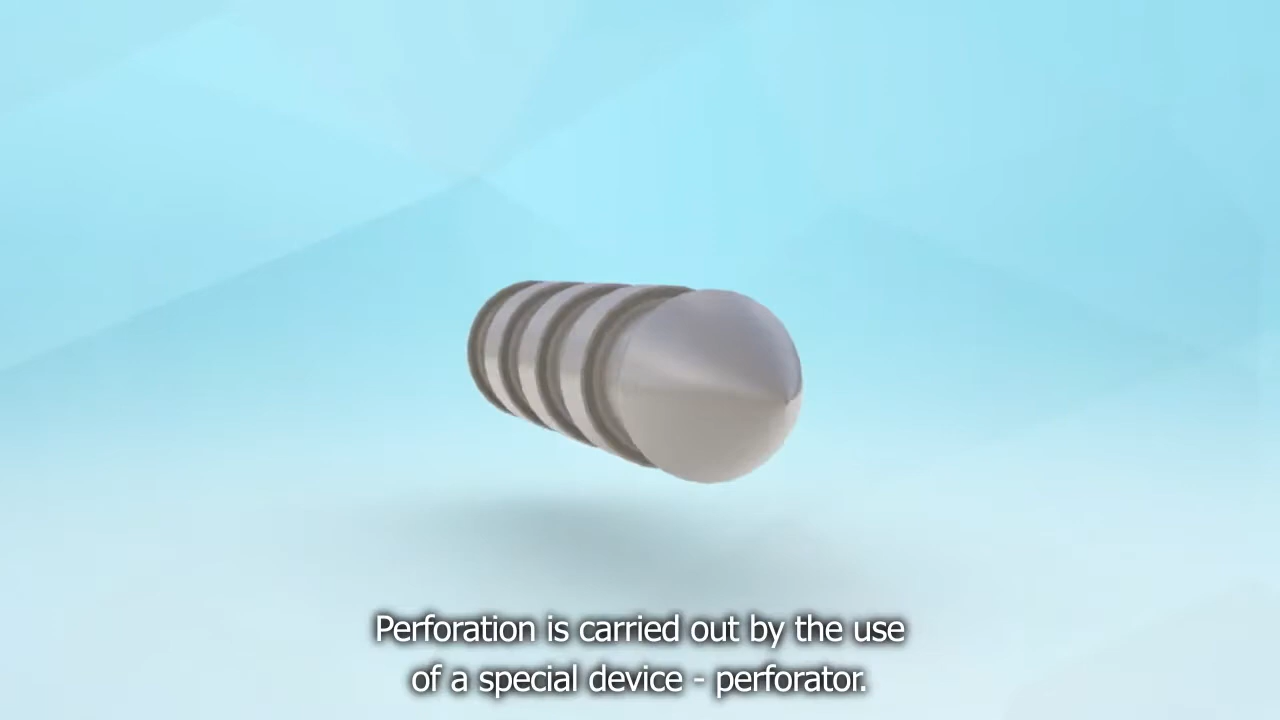 Perforation is carried out by the use
of a special device - perforator.